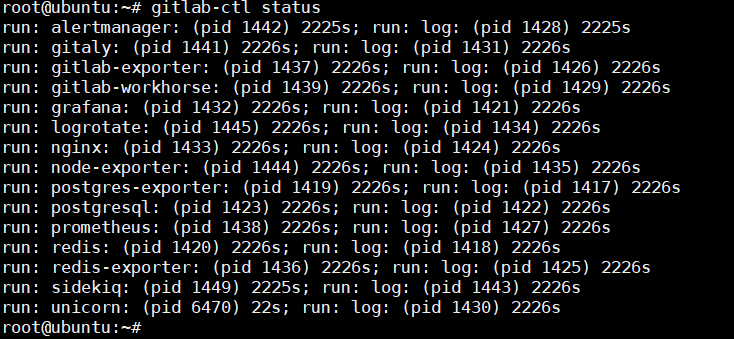 root@ubuntu:~# gitlab-ctl status
run: alertmanager: (pid 1442) 2225s; run: log: (pid 1428) 2225s
run: gitaly: (pid 1441) 2226s; run: log: (pid 1431) 2226s
run: gitlab-exporter: (pid 1437) 2226s; run: log: (pid 1426) 2226s
run: gitlab-workhorse: (pid 1439) 2226s; run: log: (pid 1429) 2226s
run: grafana: (pid 1432) 2226s; run: log: (pid 1421) 2226s
run: logrotate: (pid 1445) 2226s; run: log: (pid 1434) 2226s
run: nginx: (pid 1433) 2226s; run: log: (pid 1424) 2226s
run: node-exporter: (pid 1444) 2226s; run: log: (pid 1435) 2226s
run: postgres-exporter: (pid 1419) 2226s; run: log: (pid 1417) 2226s
run: postgresql: (pid 1423) 2226s; run: log: (pid 1422) 2226s
run: prometheus: (pid 1438) 2226s; run: log: (pid 1427) 2226s
run: redis: (pid 1420) 2226s; run: log: (pid 1418) 2226s
run: redis-exporter: (pid 1436) 2226s; run: log: (pid 1425) 2226s
run: sidekiq: (pid 1449) 2225s; run: log: (pid 1443) 2226s
run: unicorn: (pid 6470) 22s; run: log: (pid 1430) 2226s
root@ubuntu:~#